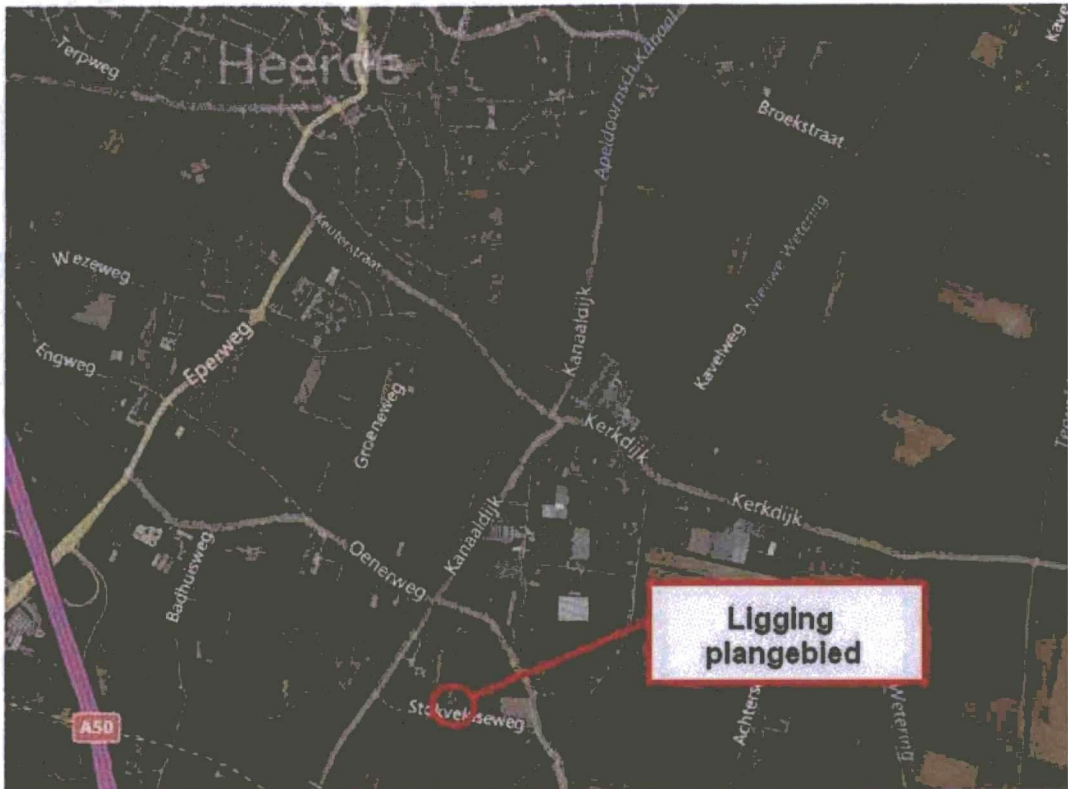 Terpweg
Heerde
Apeldoornsch Kanaal
Broekstraat
Keuterstraat
Wezeweg
Nieuwe Wetering
Kanaaldijk
Kavelweg
Eperweg
Engweg
Groeneweg
Kerkdijk
Kerkdijk
Kanaaldijk
Oenerweg
Badhuisweg
Ligging
plangebied
Wetering
A50